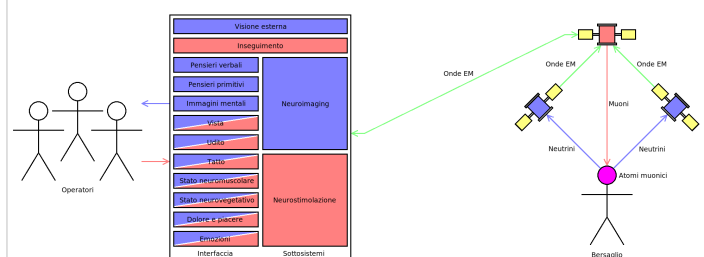 Visione esterna
Inseguimento
Pensieri verbali
Pensieri primitivi
Immagini mentali
Vista
Udito
Tatto
Stato neuromuscolare
Stato neurovegetativo
Dolore e piacere
Emozioni
Interfaccia
Neuroimaging
Neurostimolazione
Sottosistemi
Operatori
Onde EM
Onde EM
Onde EM
Muoni
Neutrini
Neutrini
Atomi muonici
Bersaglio